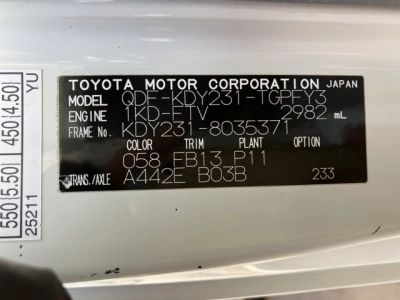 TOYOTA MOTOR CORPORATION JAPAN
MODEL QDF-KDY231-TGPFY3
ENGINE 1KD-FTV 2982 mL
FRAME No. KDY231-8035371
COLOR TRIM PLANT
058 FB13 P11
TRANS./AXLE A442E B03B 233
550(5.50) 450(4.50)
25211 YU